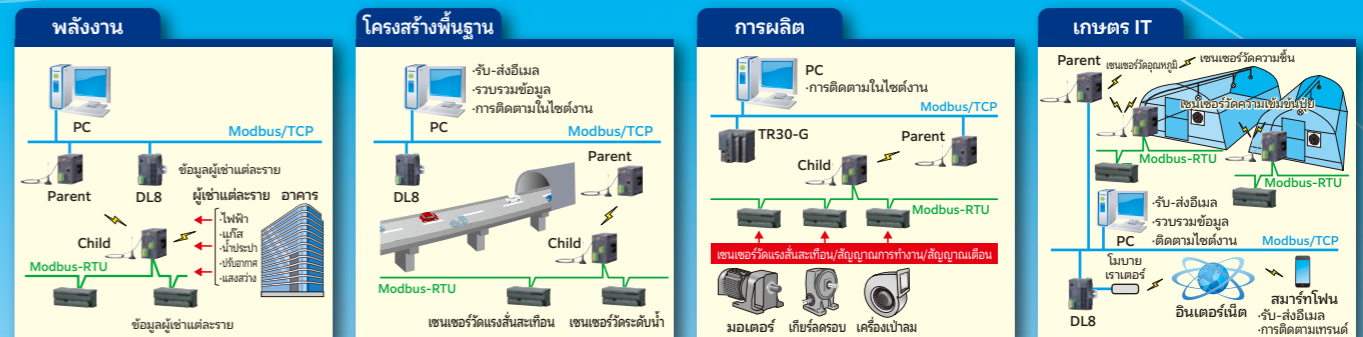 พลังงาน
PC
Modbus/TCP
Parent
DL8
ข้อมูลผู้เช่าแต่ละราย
ผู้เช่าแต่ละราย
อาคาร
·ไฟฟ้า
·แก๊ส
·น้ำประปา
·ปรับอากาศ
·แสงสว่าง
Child
Modbus-RTU
ข้อมูลผู้เช่าแต่ละราย
โครงสร้างพื้นฐาน
·รับ-ส่งอีเมล
·รวบรวมข้อมูล
·การติดตามในไซต์งาน
PC
Modbus/TCP
DL8
Parent
Child
Modbus-RTU
เซนเซอร์วัดแรงสั่นสะเทือน
เซนเซอร์วัดระดับน้ำ
การผลิต
PC
·การติดตามในไซต์งาน
Modbus/TCP
TR30-G
Parent
Child
Modbus-RTU
เซนเซอร์วัดแรงสั่นสะเทือน/สัญญาณการทำงาน/สัญญาณเตือน
มอเตอร์
เกียร์ลดรอบ
เครื่องเป่าลม
เกษตร IT
Parent
เซนเซอร์วัดอุณหภูมิ
เซนเซอร์วัดความชื้น
เซนเซอร์วัดความเข้มข้นปุ๋ย
Modbus-RTU
Modbus-RTU
·รับ-ส่งอีเมล
·รวบรวมข้อมูล
·ติดตามไซต์งาน
PC
Modbus/TCP
โมบาย
เราเตอร์
DL8
อินเตอร์เน็ต
สมาร์ทโฟน
·รับ-ส่งอีเมล
·การติดตามเทรนด์